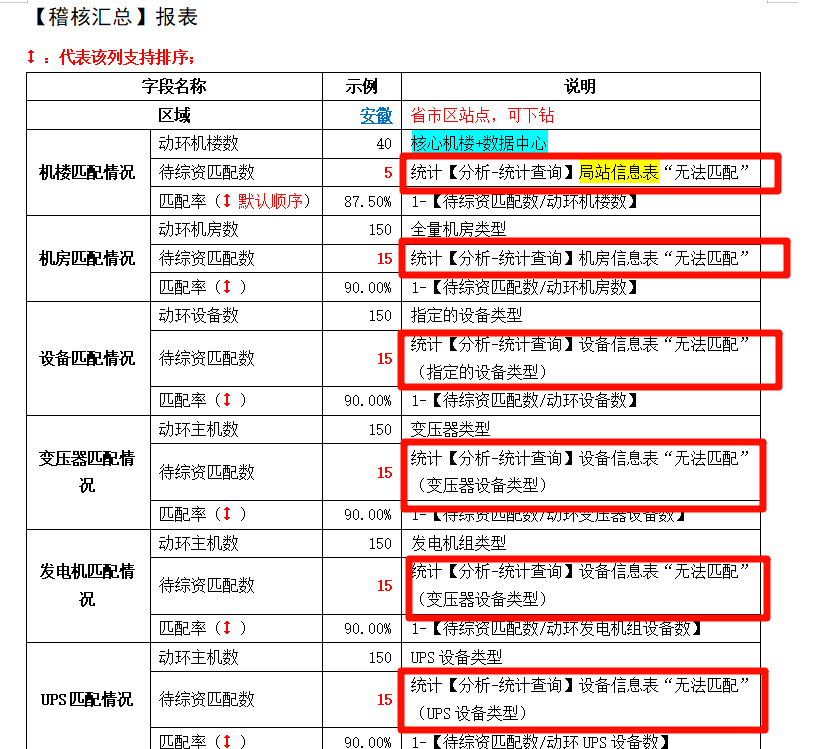 【稽核汇总】报表
↕ : 代表该列支持排序;
字段名称 示例 说明
区域 安徽 省市区站点，可下钻
机楼匹配情况
动环机楼数 40 核心机楼+数据中心
待综资匹配数 5 统计【分析-统计查询】局站信息表“无法匹配”
匹配率（↕ 默认顺序） 87.50% 1-【待综资匹配数/动环机楼数】
机房匹配情况
动环机房数 150 全量机房类型
待综资匹配数 15 统计【分析-统计查询】机房信息表“无法匹配”
匹配率（↕ ） 90.00% 1-【待综资匹配数/动环机房数】
设备匹配情况
动环设备数 150 指定的设备类型
待综资匹配数 15 统计【分析-统计查询】设备信息表“无法匹配”
（指定的设备类型）
匹配率（↕ ） 90.00% 1-【待综资匹配数/动环设备数】
变压器匹配情
况
动环主机数 150 变压器类型
待综资匹配数 15 统计【分析-统计查询】设备信息表“无法匹配”
（变压器设备类型）
匹配率（↕ ） 90.00% 1-【待综资匹配数/动环变压器设备数】
发电机匹配情
况
动环主机数 150 发电机组类型
待综资匹配数 15 统计【分析-统计查询】设备信息表“无法匹配”
（变压器设备类型）
匹配率（↕ ） 90.00% 1-【待综资匹配数/动环发电机组设备数】
UPS匹配情况
动环主机数 150 UPS 设备类型
待综资匹配数 15 统计【分析-统计查询】设备信息表“无法匹配”
（UPS 设备类型）
匹配率（↕ ） 90.00% 1-【待综资匹配数/动环 UPS 设备数】